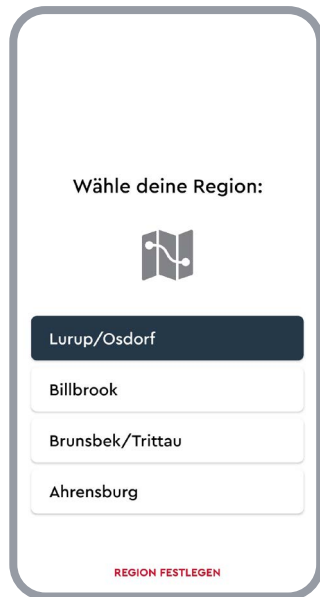 Wähle deine Region:
Lurup/Osdorf
Billbrook
Brunsbek/Trittau
Ahrensburg
REGION FESTLEGEN